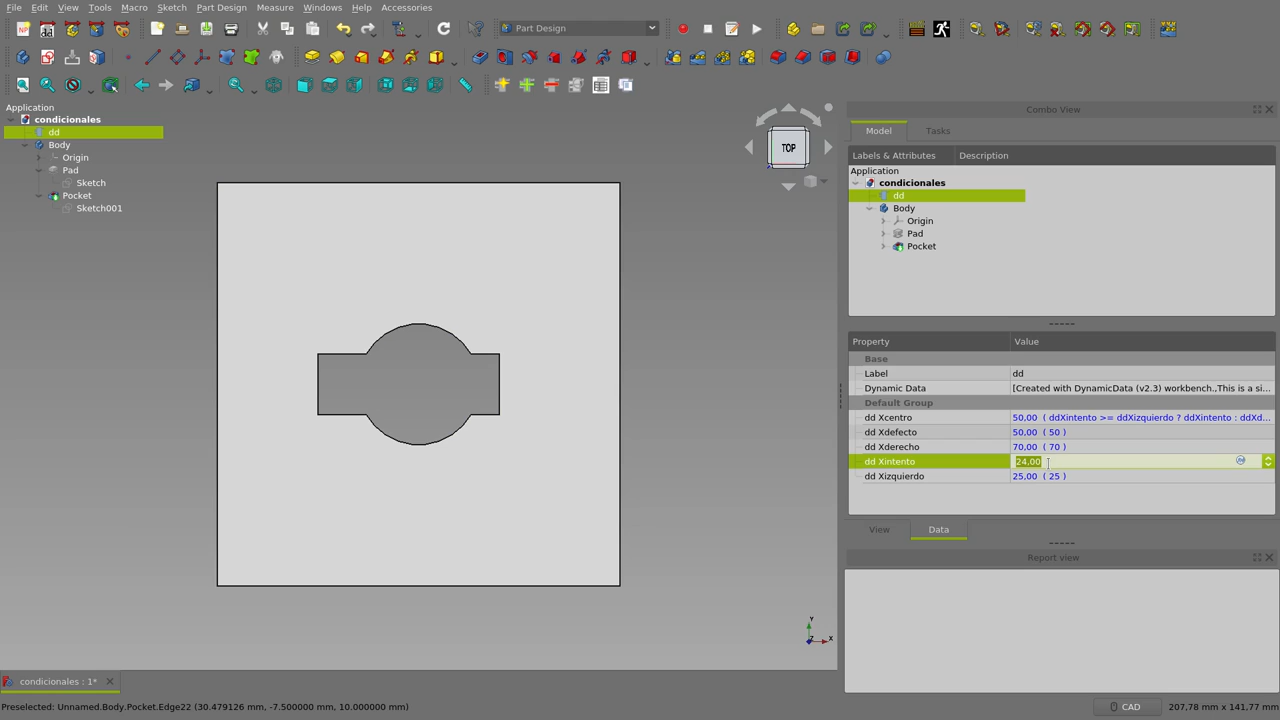 File Edit View Tools Macro Sketch Part Design Measure Windows Help Accessories
Part Design
Application
condicionales
dd
Body
Origin
Pad
Sketch
Pocket
Sketch001
TOP
Combo View
Model Tasks
Labels & Attributes Description
Application
condicionales
dd
Body
Origin
Pad
Pocket
Property Value
Base
Label dd
Dynamic Data [Created with DynamicData (v2.3) workbench.,This is a si...
Default Group
dd Xcentro 50,00 ( ddXintento >= ddXizquierdo ? ddXintento : ddXd...
dd Xdefecto 50,00 ( 50 )
dd Xderecho 70,00 ( 70 )
dd Xintento 24,00
dd Xizquierdo 25,00 ( 25 )
View Data
Report view
Y
Z X
condicionales : 1*
Preselected: Unnamed.Body.Pocket.Edge22 (30.479126 mm, -7.500000 mm, 10.000000 mm)
CAD 207,78 mm x 141,77 mm